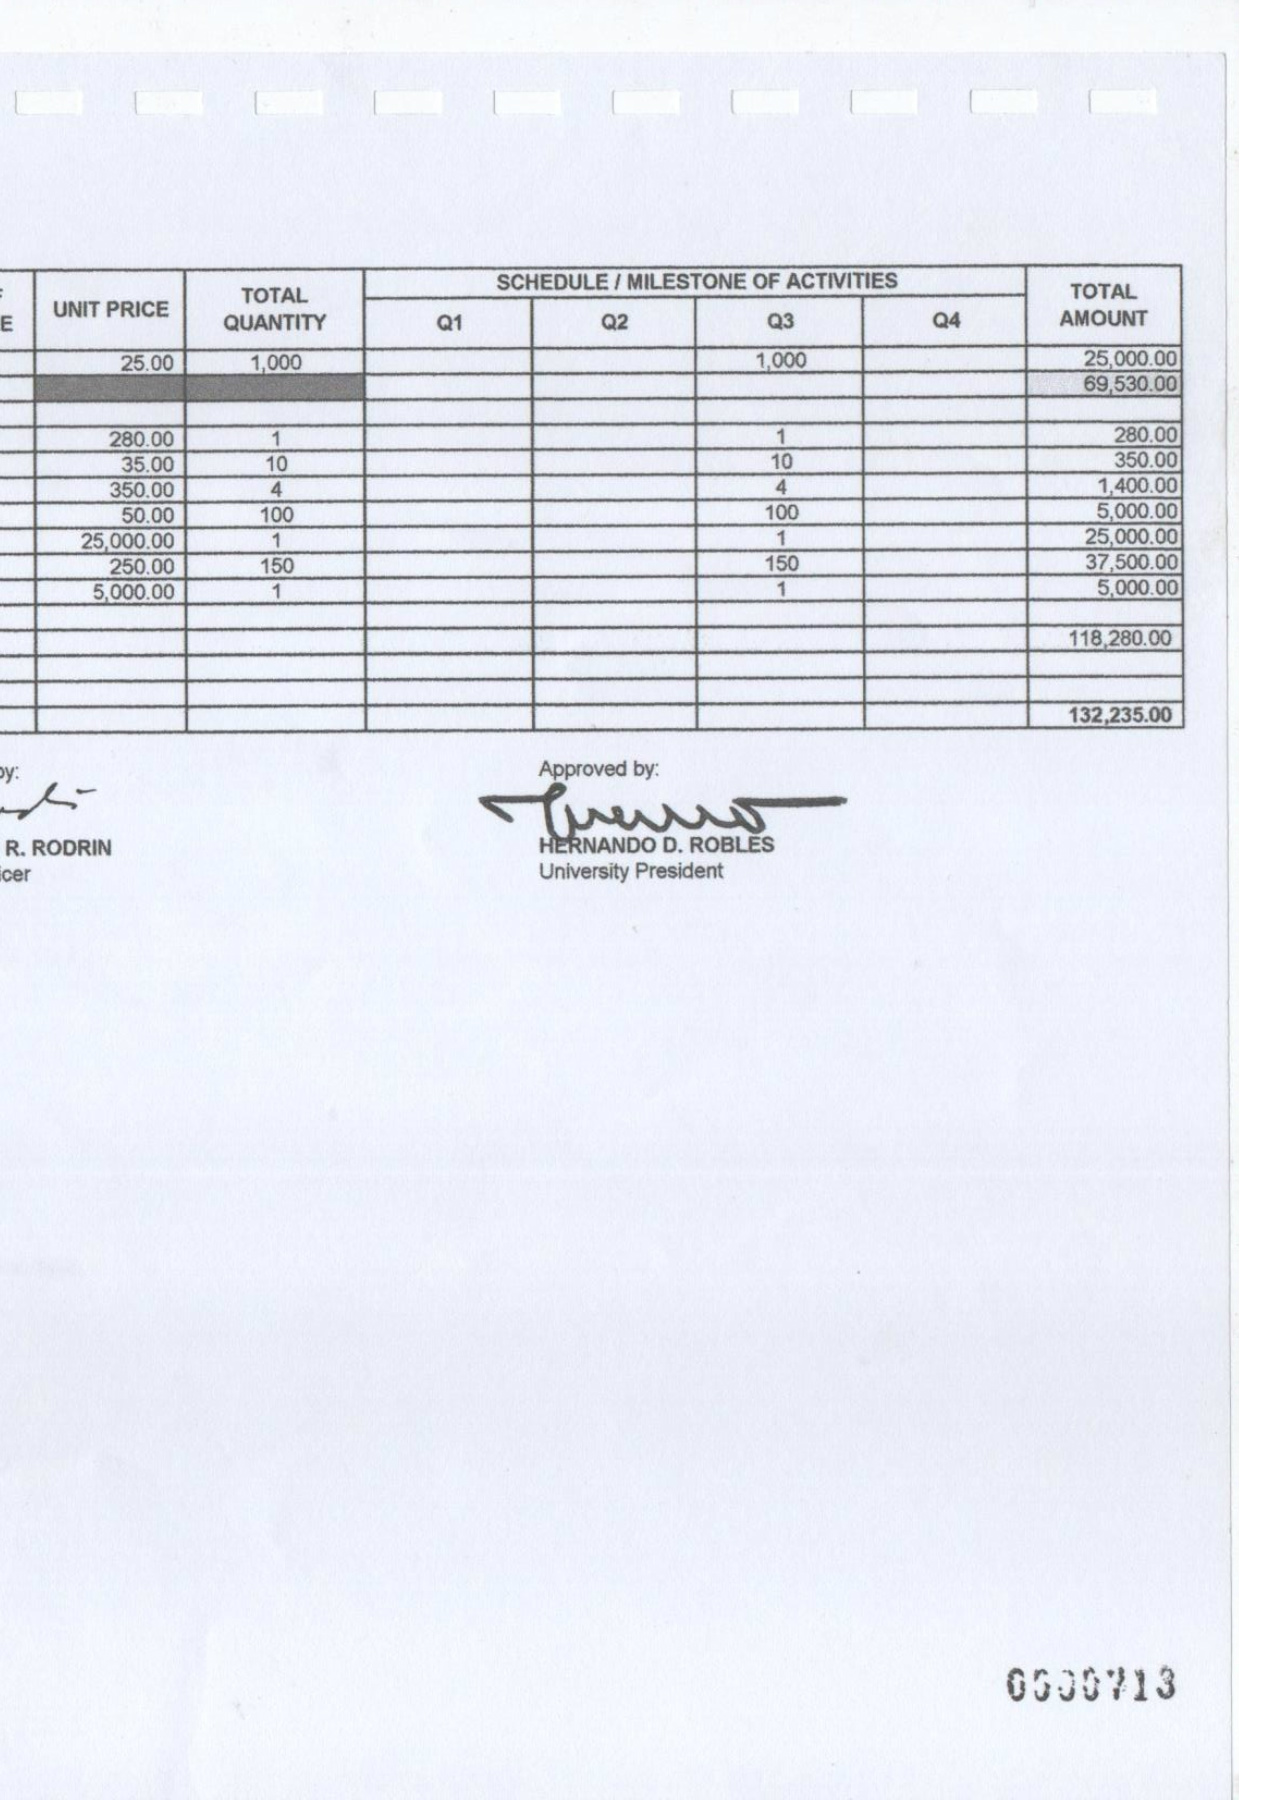 SCHEDULE / MILESTONE OF ACTIVITIES
UNIT PRICE TOTAL QUANTITY Q1 Q2 Q3 Q4 TOTAL AMOUNT
25.00 1,000 1,000 25,000.00
69,530.00
280.00 1 1 280.00
35.00 10 10 350.00
350.00 4 4 1,400.00
50.00 100 100 5,000.00
25,000.00 1 1 25,000.00
250.00 150 150 37,500.00
5,000.00 1 1 5,000.00
118,280.00
132,235.00
by: Approved by:
R. RODRIN HERNANDO D. ROBLES
icer University President